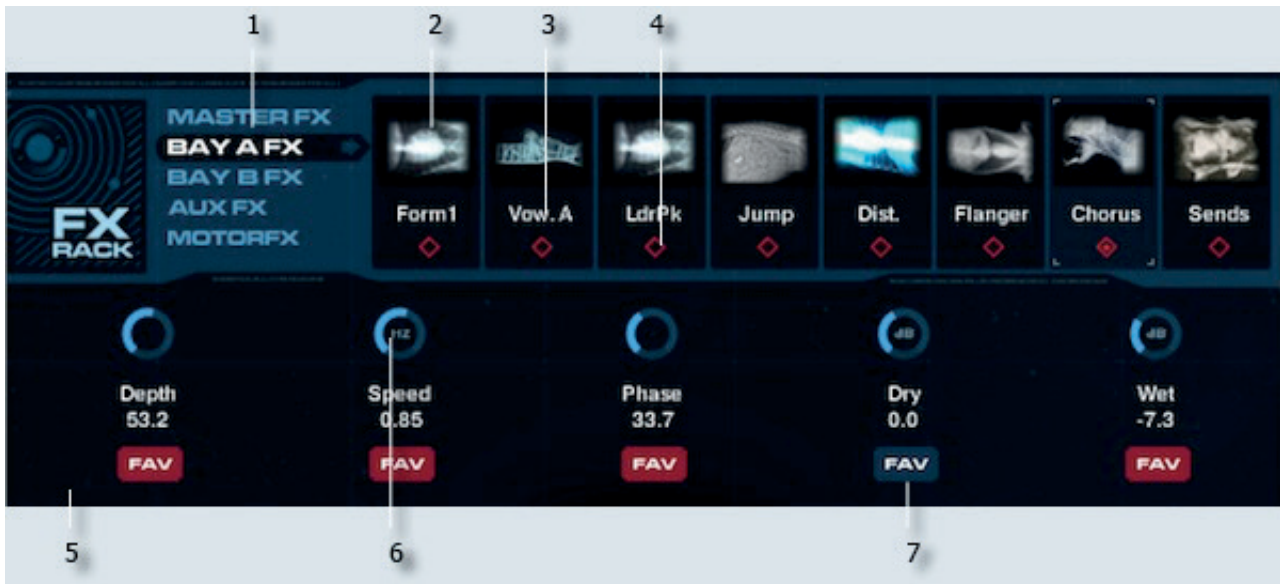 1 2 3 4
MASTER FX
BAY A FX
BAY B FX
AUX FX
MOTORFX
FX
RACK
Form1 Vow. A LdrPk Jump Dist. Flanger Chorus Sends
HZ dB dB
Depth Speed Phase Dry Wet
53.2 0.85 33.7 0.0 -7.3
FAV FAV FAV FAV FAV
5 6 7